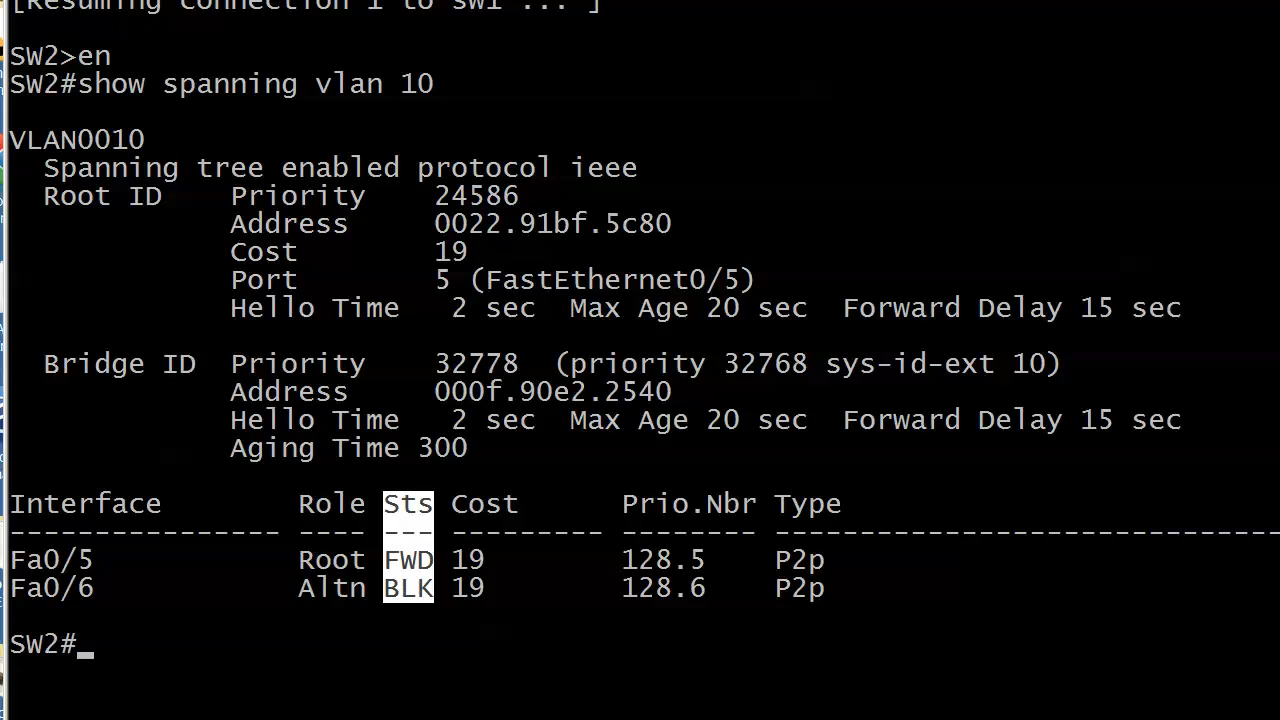 [Resuming connection 1 to sw1 ... ]
SW2>en
SW2#show spanning vlan 10
VLAN0010
Spanning tree enabled protocol ieee
Root ID Priority 24586
Address 0022.91bf.5c80
Cost 19
Port 5 (FastEthernet0/5)
Hello Time 2 sec Max Age 20 sec Forward Delay 15 sec
Bridge ID Priority 32778 (priority 32768 sys-id-ext 10)
Address 000f.90e2.2540
Hello Time 2 sec Max Age 20 sec Forward Delay 15 sec
Aging Time 300
Interface Role Sts Cost Prio.Nbr Type
---------------- ---- --- --------- -------- ------------------------------
Fa0/5 Root FWD 19 128.5 P2p
Fa0/6 Altn BLK 19 128.6 P2p
SW2#_